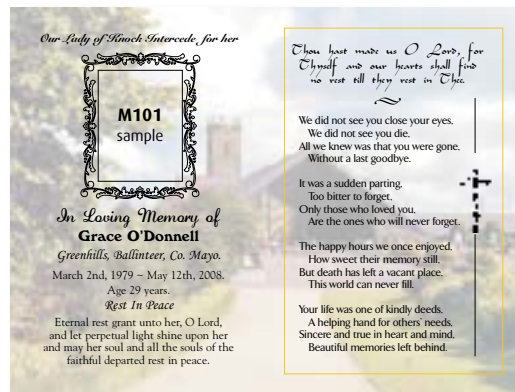 Our Lady of Knock Intercede for her
M101
sample
In Loving Memory of
Grace O'Donnell
Greenhills, Ballinteer, Co. Mayo.
March 2nd, 1979 – May 12th, 2008.
Age 29 years.
Rest In Peace
Eternal rest grant unto her, O Lord,
and let perpetual light shine upon her
and may her soul and all the souls of the
faithful departed rest in peace.
Thou hast made us O Lord, for
Thyself and our hearts shall find
no rest till they rest in Thee.
We did not see you close your eyes,
We did not see you die,
All we knew was that you were gone,
Without a last goodbye.
It was a sudden parting,
Too bitter to forget,
Only those who loved you,
Are the ones who will never forget.
The happy hours we once enjoyed,
How sweet their memory still,
But death has left a vacant place,
This world can never fill.
Your life was one of kindly deeds,
A helping hand for others' needs,
Sincere and true in heart and mind,
Beautiful memories left behind.